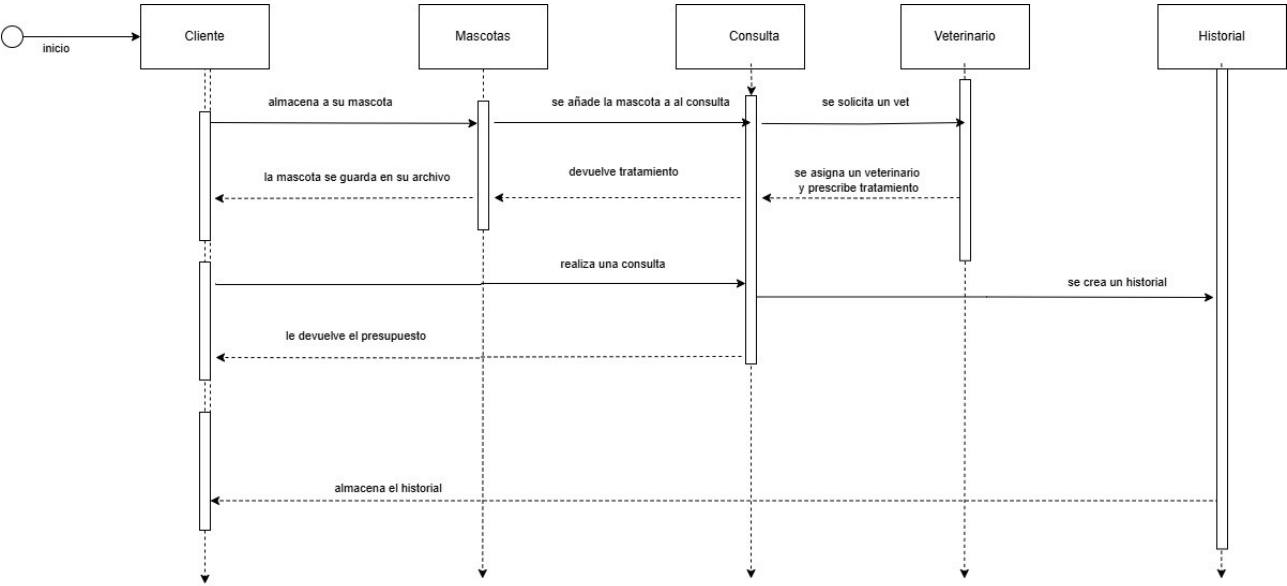 inicio
Cliente
Mascotas
Consulta
Veterinario
Historial
almacena a su mascota
se añade la mascota a al consulta
se solicita un vet
la mascota se guarda en su archivo
devuelve tratamiento
se asigna un veterinario
y prescribe tratamiento
realiza una consulta
se crea un historial
le devuelve el presupuesto
almacena el historial